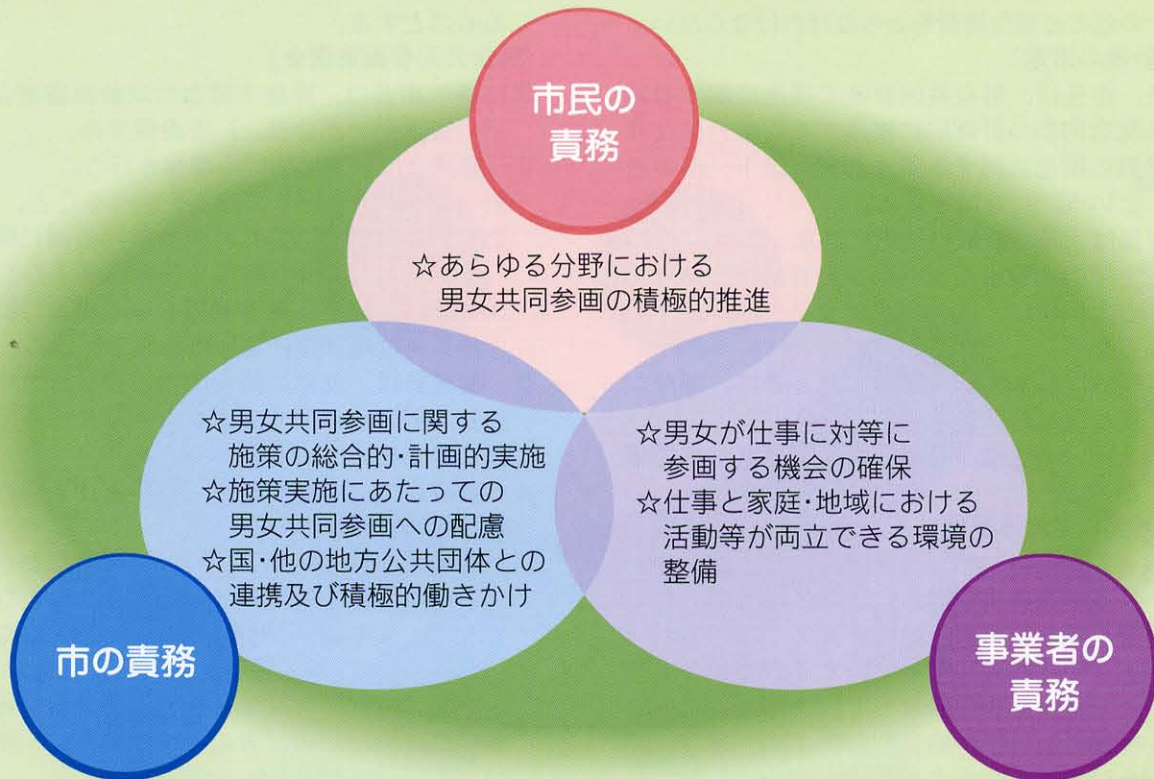 市民の
責務
☆あらゆる分野における
男女共同参画の積極的推進
☆男女共同参画に関する
施策の総合的・計画的実施
☆施策実施にあたっての
男女共同参画への配慮
☆国・他の地方公共団体との
連携及び積極的働きかけ
市の責務
☆男女が仕事に対等に
参画する機会の確保
☆仕事と家庭・地域における
活動等が両立できる環境の
整備
事業者の
責務